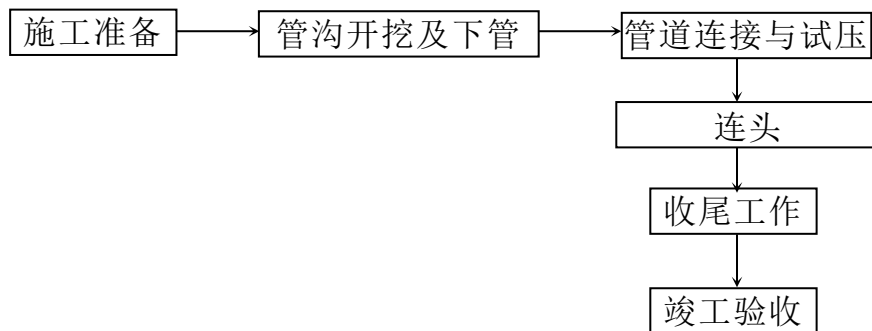 施工准备
管沟开挖及下管
管道连接与试压
连头
收尾工作
竣工验收